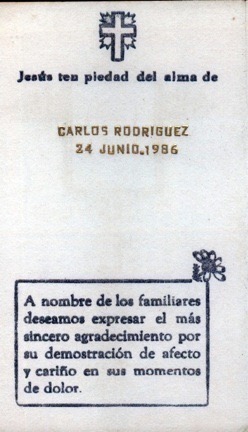 Jesús ten piedad del alma de
CARLOS RODRIGUEZ
24 JUNIO.1986
A nombre de los familiares
deseamos expresar el más
sincero agradecimiento por
su demostración de afecto
y cariño en sus momentos
de dolor.